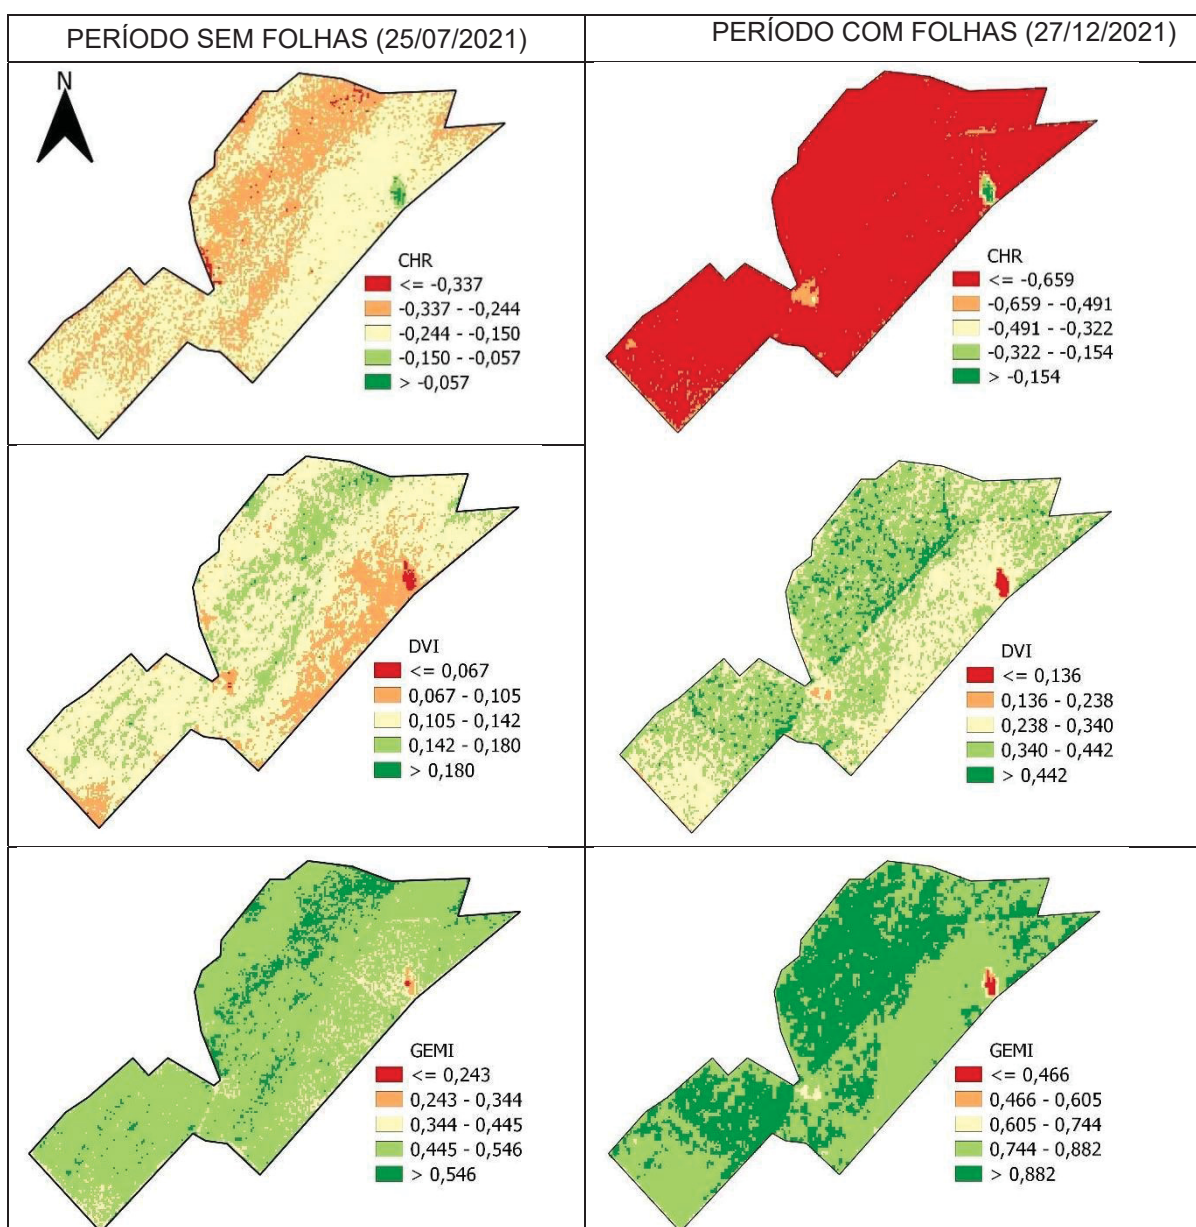 PERÍODO SEM FOLHAS (25/07/2021)
PERÍODO COM FOLHAS (27/12/2021)
N
CHR
<= -0,337
-0,337 - -0,244
-0,244 - -0,150
-0,150 - -0,057
> -0,057
CHR
<= -0,659
-0,659 - -0,491
-0,491 - -0,322
-0,322 - -0,154
> -0,154
DVI
<= 0,067
0,067 - 0,105
0,105 - 0,142
0,142 - 0,180
> 0,180
DVI
<= 0,136
0,136 - 0,238
0,238 - 0,340
0,340 - 0,442
> 0,442
GEMI
<= 0,243
0,243 - 0,344
0,344 - 0,445
0,445 - 0,546
> 0,546
GEMI
<= 0,466
0,466 - 0,605
0,605 - 0,744
0,744 - 0,882
> 0,882